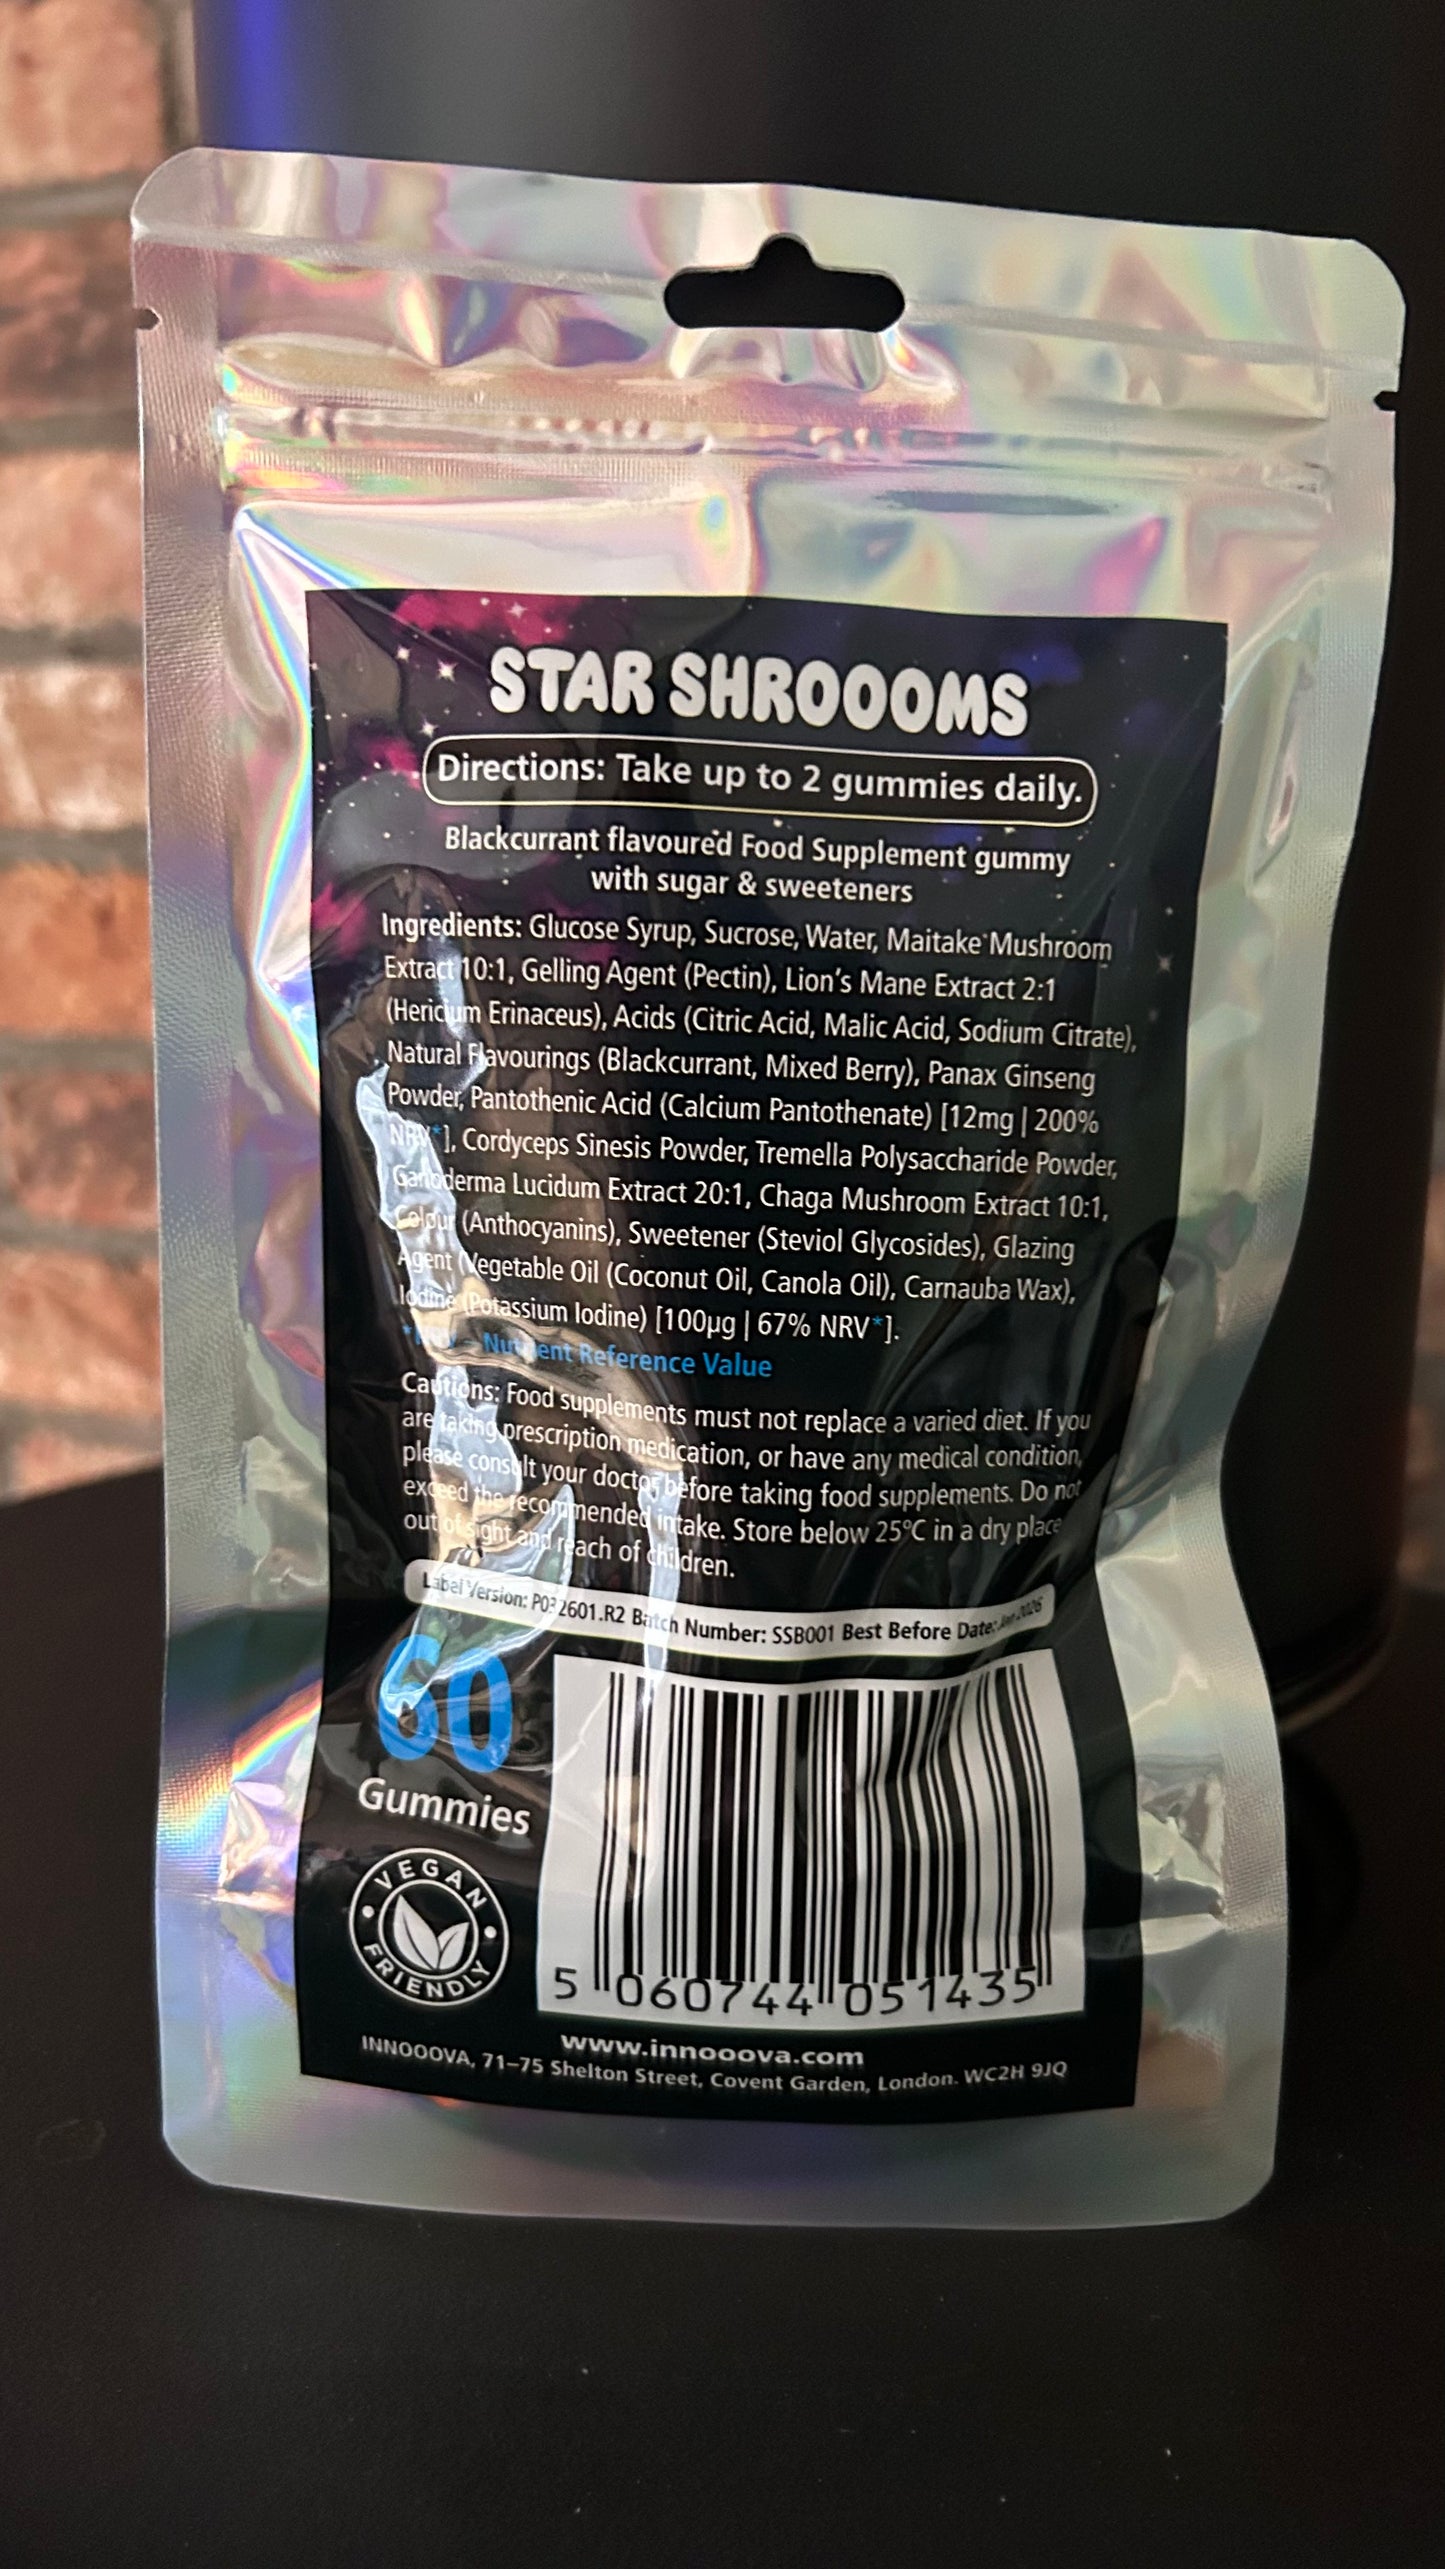 STAR SHROOOMS
Directions: Take up to 2 gummies daily.
Blackcurrant flavoured Food Supplement gummy
with sugar & sweeteners
Ingredients: Glucose Syrup, Sucrose, Water, Maitake Mushroom
Extract 10:1, Gelling Agent (Pectin), Lion's Mane Extract 2:1
(Hericium Erinaceus), Acids (Citric Acid, Malic Acid, Sodium Citrate),
Natural Flavourings (Blackcurrant, Mixed Berry), Panax Ginseng
Powder, Pantothenic Acid (Calcium Pantothenate) [12mg | 200%
NRV*], Cordyceps Sinesis Powder, Tremella Polysaccharide Powder,
Ganoderma Lucidum Extract 20:1, Chaga Mushroom Extract 10:1,
Colour (Anthocyanins), Sweetener (Steviol Glycosides), Glazing
Agent (Vegetable Oil (Coconut Oil, Canola Oil), Carnauba Wax),
Iodine (Potassium Iodine) [100µg | 67% NRV*].
*NRV – Nutrient Reference Value
Cautions: Food supplements must not replace a varied diet. If you
are taking prescription medication, or have any medical condition,
please consult your doctor before taking food supplements. Do not
exceed the recommended intake. Store below 25°C in a dry place
out of sight and reach of children.
Label Version: P032601.R2 Batch Number: SSB001 Best Before Date: Jan 2026
60
Gummies
VEGAN
FRIENDLY
5 060744 051435
www.innooova.com
INNOOOVA, 71–75 Shelton Street, Covent Garden, London. WC2H 9JQ